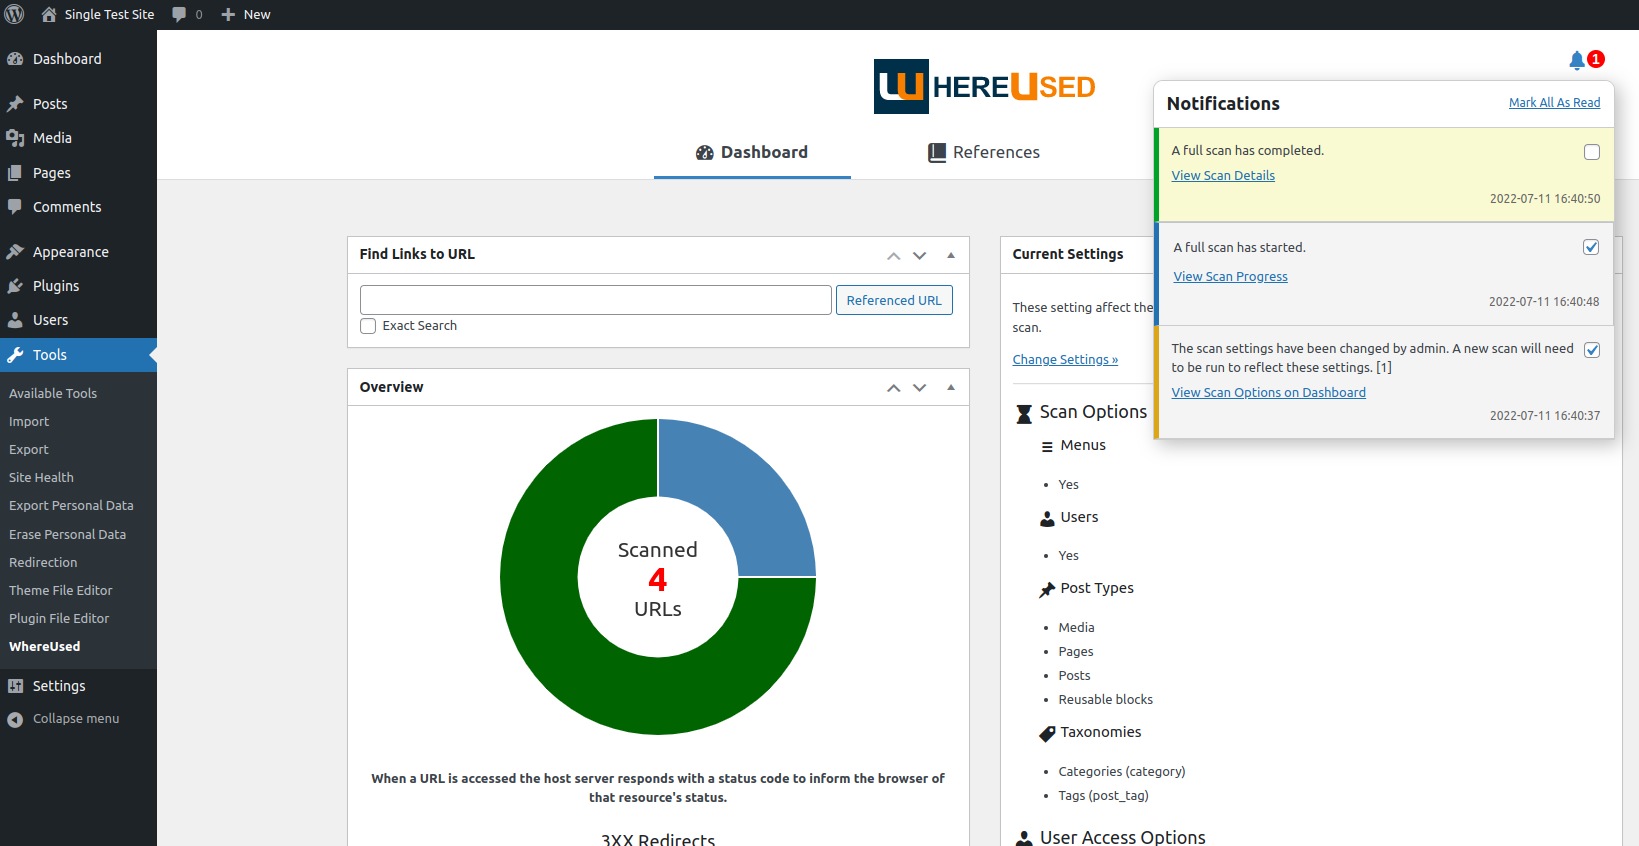 Single Test Site
0
New
Dashboard
Posts
Media
Pages
Comments
Appearance
Plugins
Users
Tools
Available Tools
Import
Export
Site Health
Export Personal Data
Erase Personal Data
Redirection
Theme File Editor
Plugin File Editor
WhereUsed
Settings
Collapse menu
WHEREUSED
1
Dashboard
References
Notifications
Mark All As Read
A full scan has completed.
View Scan Details
2022-07-11 16:40:50
A full scan has started.
View Scan Progress
2022-07-11 16:40:48
The scan settings have been changed by admin. A new scan will need
to be run to reflect these settings. [1]
View Scan Options on Dashboard
2022-07-11 16:40:37
Find Links to URL
Referenced URL
Exact Search
Overview
Scanned
4
URLs
When a URL is accessed the host server responds with a status code to inform the browser of
that resource's status.
3XX Redirects
Current Settings
These setting affect the
scan.
Change Settings »
Scan Options
Menus
Yes
Users
Yes
Post Types
Media
Pages
Posts
Reusable blocks
Taxonomies
Categories (category)
Tags (post_tag)
User Access Options